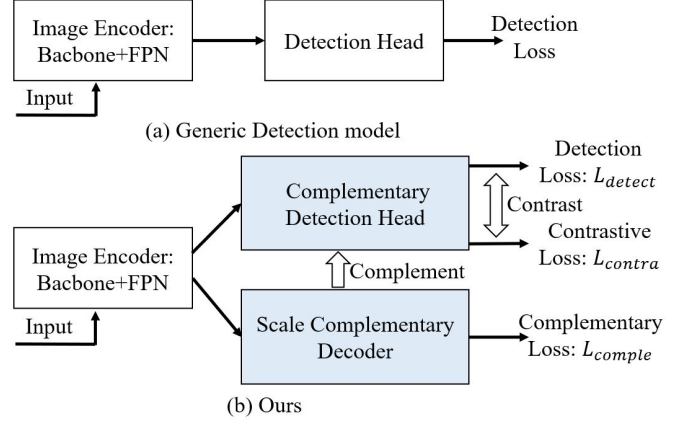 Image Encoder:
Bacbone+FPN
Detection Head
Detection
Loss
Input
(a) Generic Detection model
Complementary
Detection Head
Detection
Loss: L_detect
Contrast
Contrastive
Loss: L_contra
Image Encoder:
Bacbone+FPN
Complement
Input
Scale Complementary
Decoder
Complementary
Loss: L_comple
(b) Ours